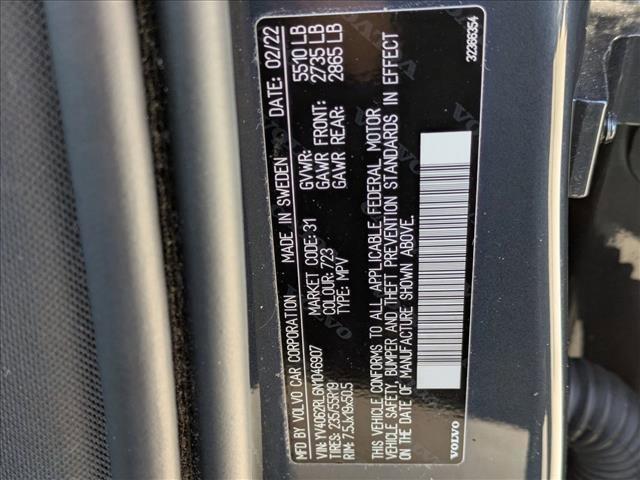 MFD BY VOLVO CAR CORPORATION MADE IN SWEDEN DATE: 02/22
VIN: YV4062RL6N1046907 MARKET CODE: 31 GVWR: 5510 LB
TIRES: 235/55R19 COLOUR: 723 GAWR FRONT: 2735 LB
RIM: 7.5Jx19x50.5 TYPE: MPV GAWR REAR: 2865 LB
THIS VEHICLE CONFORMS TO ALL APPLICABLE FEDERAL MOTOR
VEHICLE SAFETY, BUMPER AND THEFT PREVENTION STANDARDS IN EFFECT
ON DATE OF MANUFACTURE SHOWN ABOVE.
VOLVO 32366354